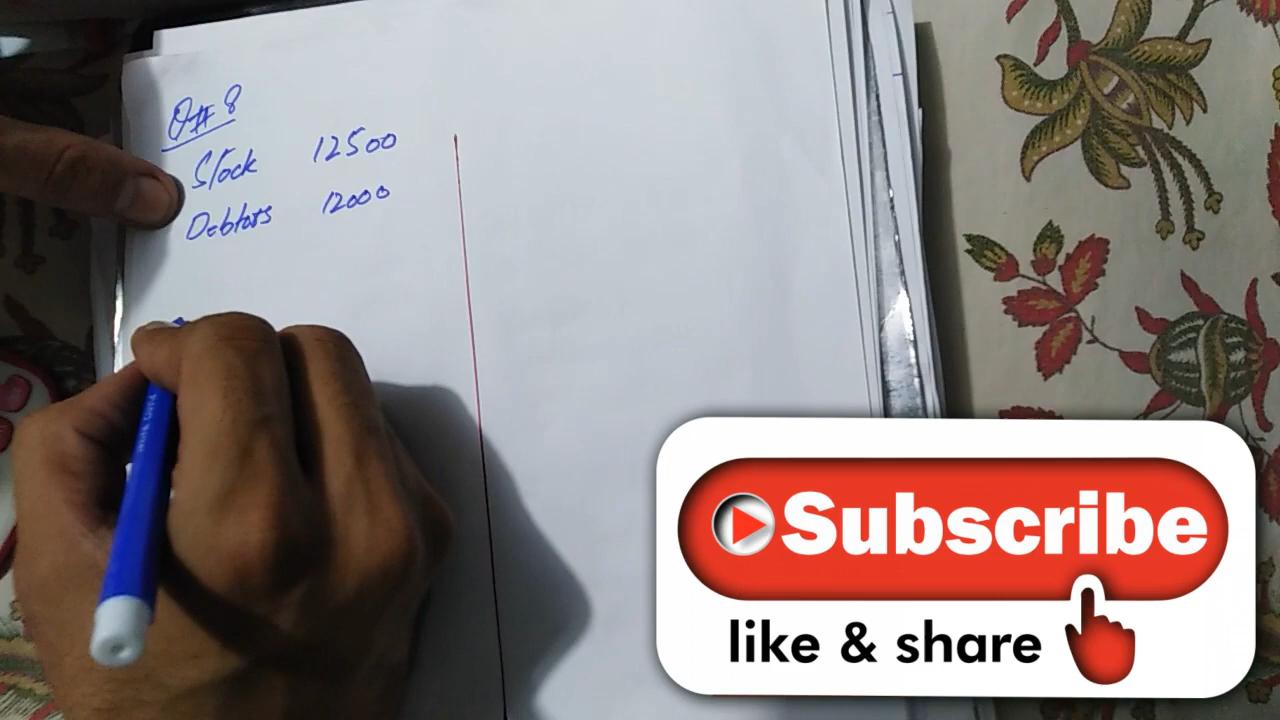 Q# 8
Stock 12500
Debtors 12000
Subscribe
like & share